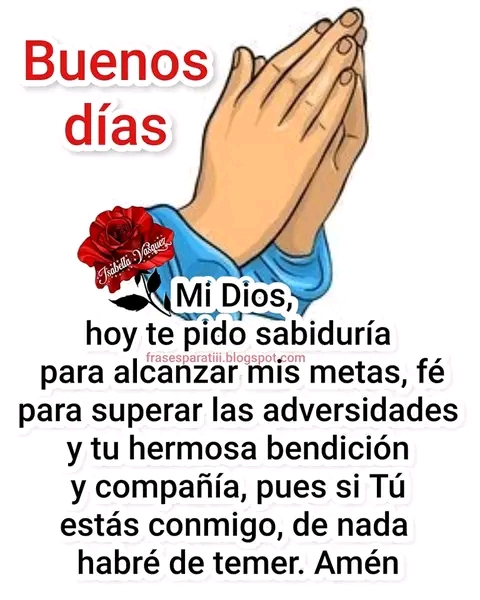 Buenos
días
Isabella Vasquez
Mi Dios,
hoy te pido sabiduría
frasesparatiii.blogspot.com
para alcanzar mis metas, fé
para superar las adversidades
y tu hermosa bendición
y compañía, pues si Tú
estás conmigo, de nada
habré de temer. Amén